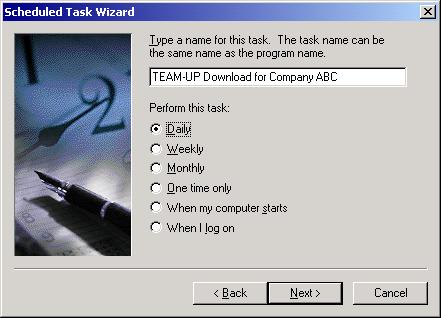 Scheduled Task Wizard
Type a name for this task. The task name can be
the same name as the program name.
TEAM-UP Download for Company ABC
Perform this task:
Daily
Weekly
Monthly
One time only
When my computer starts
When I log on
< Back
Next >
Cancel